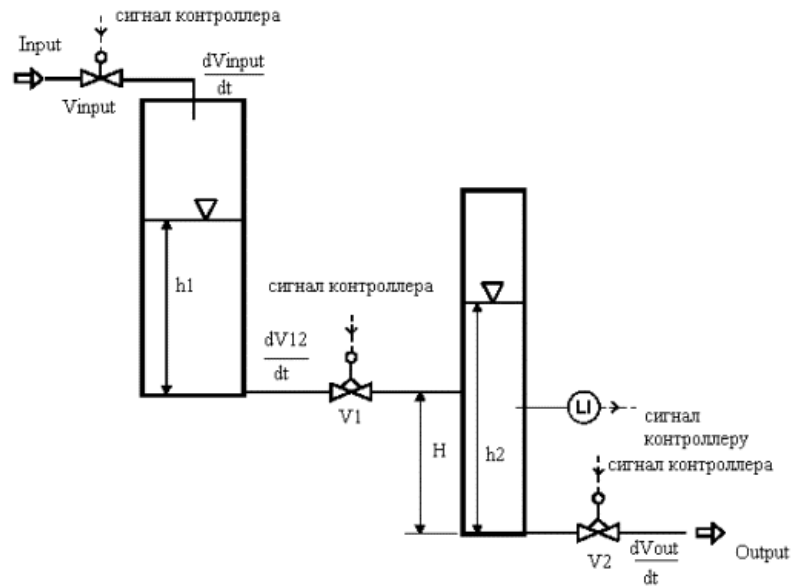 сигнал контроллера
Input
dVinput
dt
Vinput
h1
сигнал контроллера
dV12
dt
V1
H
h2
LI
сигнал
контроллеру
сигнал контроллера
V2
dVout
dt
Output